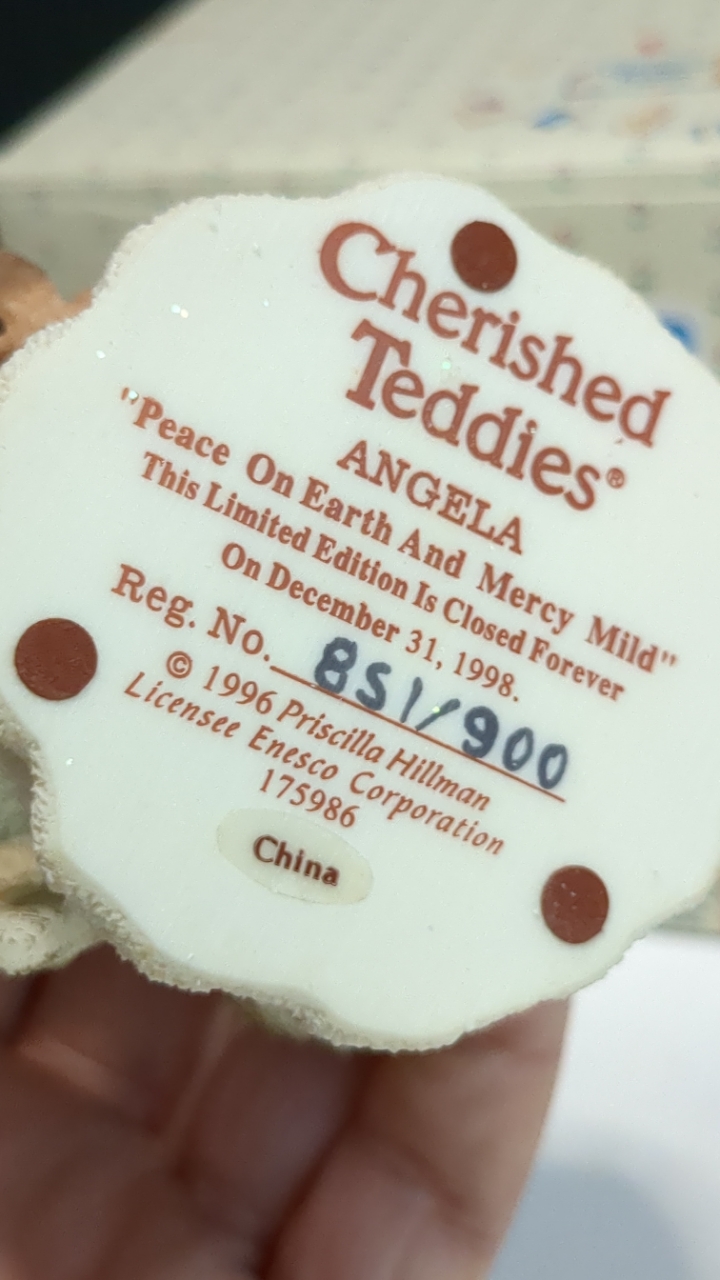 Cherished
Teddies®
ANGELA
"Peace On Earth And Mercy Mild"
This Limited Edition Is Closed Forever
On December 31, 1998.
Reg. No. 851/900
© 1996 Priscilla Hillman
Licensee Enesco Corporation
175986
China